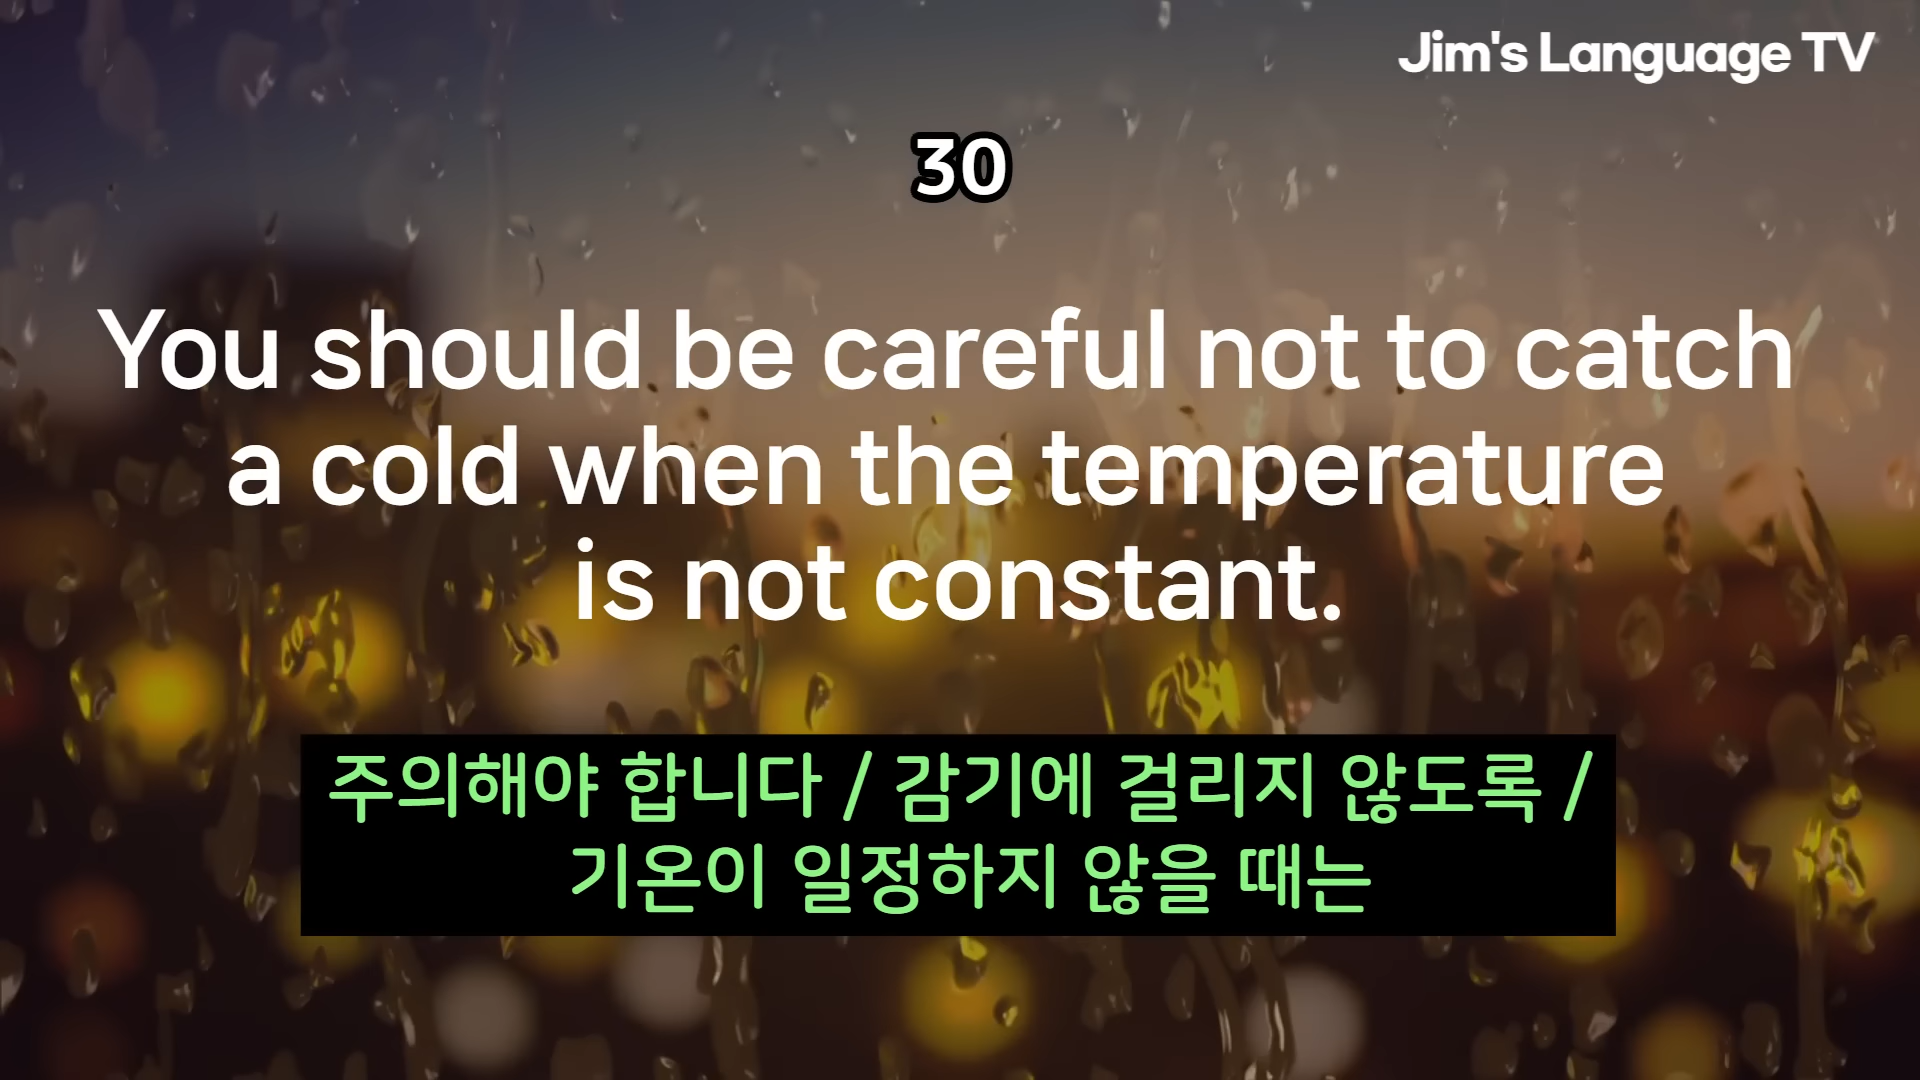 Jim's Language TV
30
You should be careful not to catch
a cold when the temperature
is not constant.
주의해야 합니다 / 감기에 걸리지 않도록 /
기온이 일정하지 않을 때는